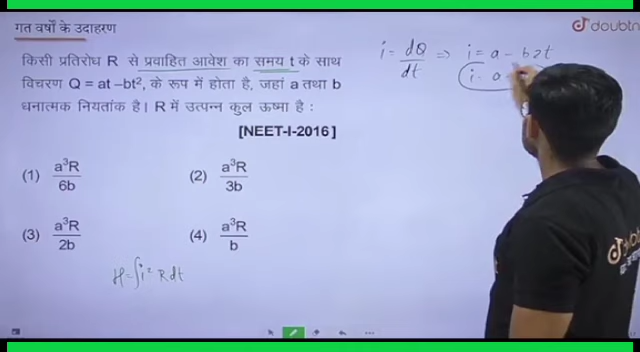 गत वर्षों के उदाहरण
doubtn
किसी प्रतिरोध R से प्रवाहित आवेश का समय t के साथ
विचरण Q = at –bt², के रूप में होता है, जहां a तथा b
धनात्मक नियतांक है। R में उत्पन्न कुल ऊष्मा है :
[NEET-I-2016]
(1) a³R/6b (2) a³R/3b
(3) a³R/2b (4) a³R/b
H=∫i² R dt
i = dQ/dt ⇒ i = a – b2t
i = a